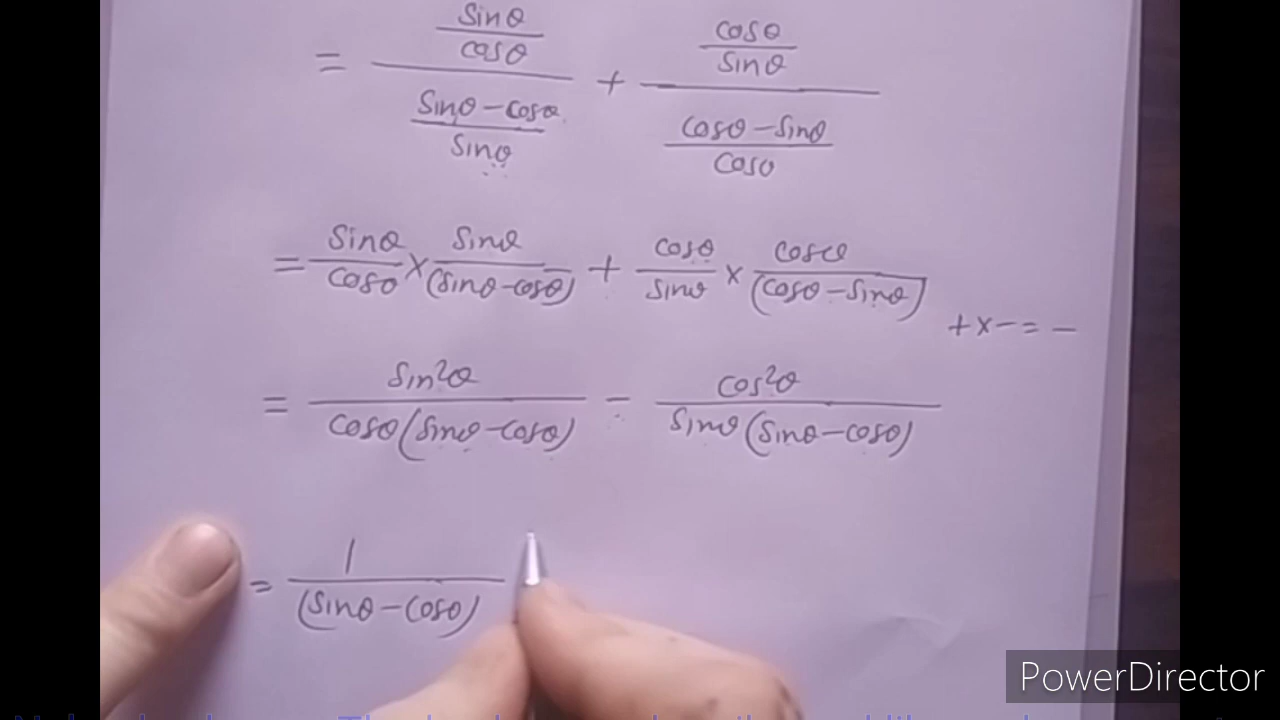 = (sinθ/cosθ)/((sinθ-cosθ)/sinθ) + (cosθ/sinθ)/((cosθ-sinθ)/cosθ)
= sinθ/cosθ × sinθ/(sinθ-cosθ) + cosθ/sinθ × cosθ/(cosθ-sinθ)
+×-=-
= sin²θ/cosθ(sinθ-cosθ) - cos²θ/sinθ(sinθ-cosθ)
= 1/(sinθ-cosθ)
PowerDirector